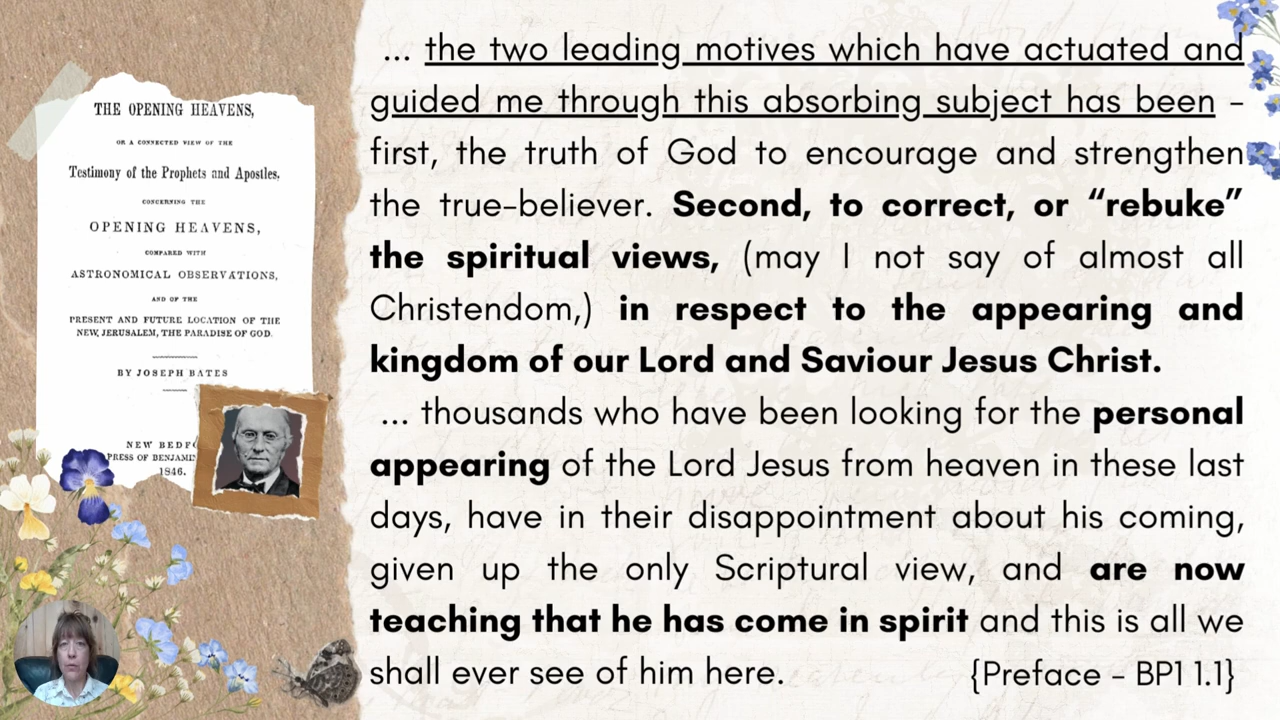 THE OPENING HEAVENS,
OR A CONNECTED VIEW OF THE
Testimony of the Prophets and Apostles,
CONCERNING THE
OPENING HEAVENS,
COMPARED WITH
ASTRONOMICAL OBSERVATIONS,
AND OF THE
PRESENT AND FUTURE LOCATION OF THE
NEW JERUSALEM, THE PARADISE OF GOD.
BY JOSEPH BATES
NEW BEDFO
PRESS OF BENJAMIN
1846.
... the two leading motives which have actuated and
guided me through this absorbing subject has been –
first, the truth of God to encourage and strengthen
the true-believer. Second, to correct, or “rebuke”
the spiritual views, (may I not say of almost all
Christendom,) in respect to the appearing and
kingdom of our Lord and Saviour Jesus Christ.
... thousands who have been looking for the personal
appearing of the Lord Jesus from heaven in these last
days, have in their disappointment about his coming,
given up the only Scriptural view, and are now
teaching that he has come in spirit and this is all we
shall ever see of him here. {Preface – BP1 1.1}